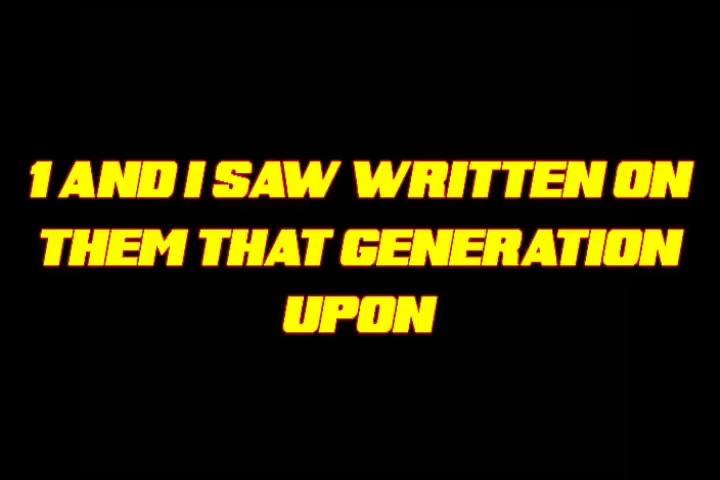 1 AND I SAW WRITTEN ON
THEM THAT GENERATION
UPON